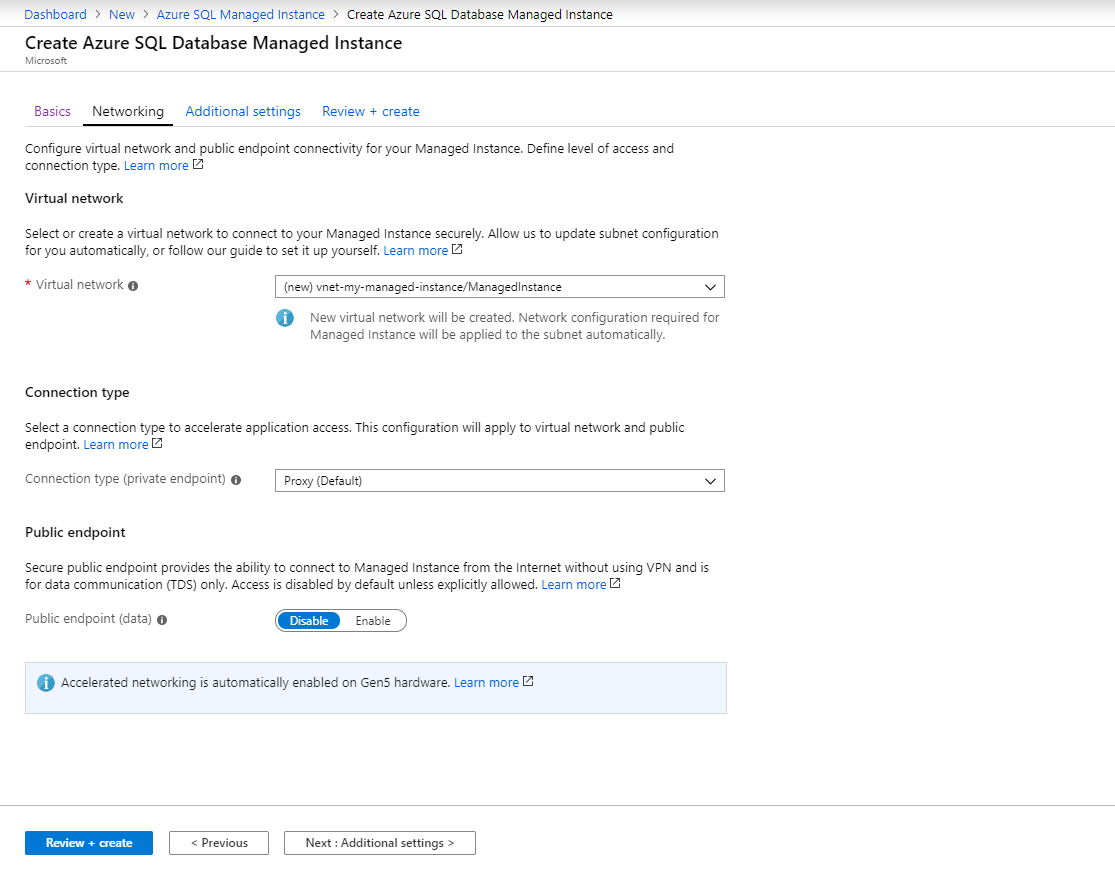 Dashboard > New > Azure SQL Managed Instance > Create Azure SQL Database Managed Instance
Create Azure SQL Database Managed Instance
Microsoft
Basics Networking Additional settings Review + create
Configure virtual network and public endpoint connectivity for your Managed Instance. Define level of access and
connection type. Learn more
Virtual network
Select or create a virtual network to connect to your Managed Instance securely. Allow us to update subnet configuration
for you automatically, or follow our guide to set it up yourself. Learn more
* Virtual network
(new) vnet-my-managed-instance/ManagedInstance
New virtual network will be created. Network configuration required for
Managed Instance will be applied to the subnet automatically.
Connection type
Select a connection type to accelerate application access. This configuration will apply to virtual network and public
endpoint. Learn more
Connection type (private endpoint)
Proxy (Default)
Public endpoint
Secure public endpoint provides the ability to connect to Managed Instance from the Internet without using VPN and is
for data communication (TDS) only. Access is disabled by default unless explicitly allowed. Learn more
Public endpoint (data)
Disable Enable
Accelerated networking is automatically enabled on Gen5 hardware. Learn more
Review + create < Previous Next : Additional settings >